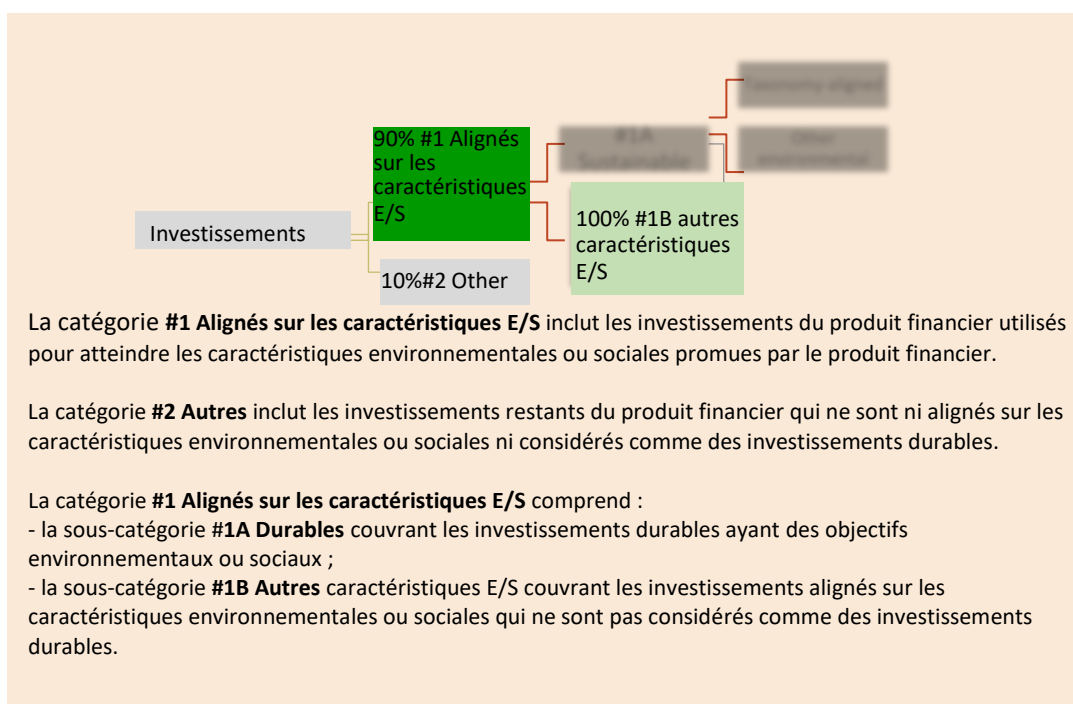 Taxonomy aligned
90% #1 Alignés
sur les
caractéristiques
E/S
#1A
Sustainable
Other
environmental
Investissements
100% #1B autres
caractéristiques
E/S
10%#2 Other
La catégorie #1 Alignés sur les caractéristiques E/S inclut les investissements du produit financier utilisés
pour atteindre les caractéristiques environnementales ou sociales promues par le produit financier.
La catégorie #2 Autres inclut les investissements restants du produit financier qui ne sont ni alignés sur les
caractéristiques environnementales ou sociales ni considérés comme des investissements durables.
La catégorie #1 Alignés sur les caractéristiques E/S comprend :
- la sous-catégorie #1A Durables couvrant les investissements durables ayant des objectifs
environnementaux ou sociaux ;
- la sous-catégorie #1B Autres caractéristiques E/S couvrant les investissements alignés sur les
caractéristiques environnementales ou sociales qui ne sont pas considérés comme des investissements
durables.